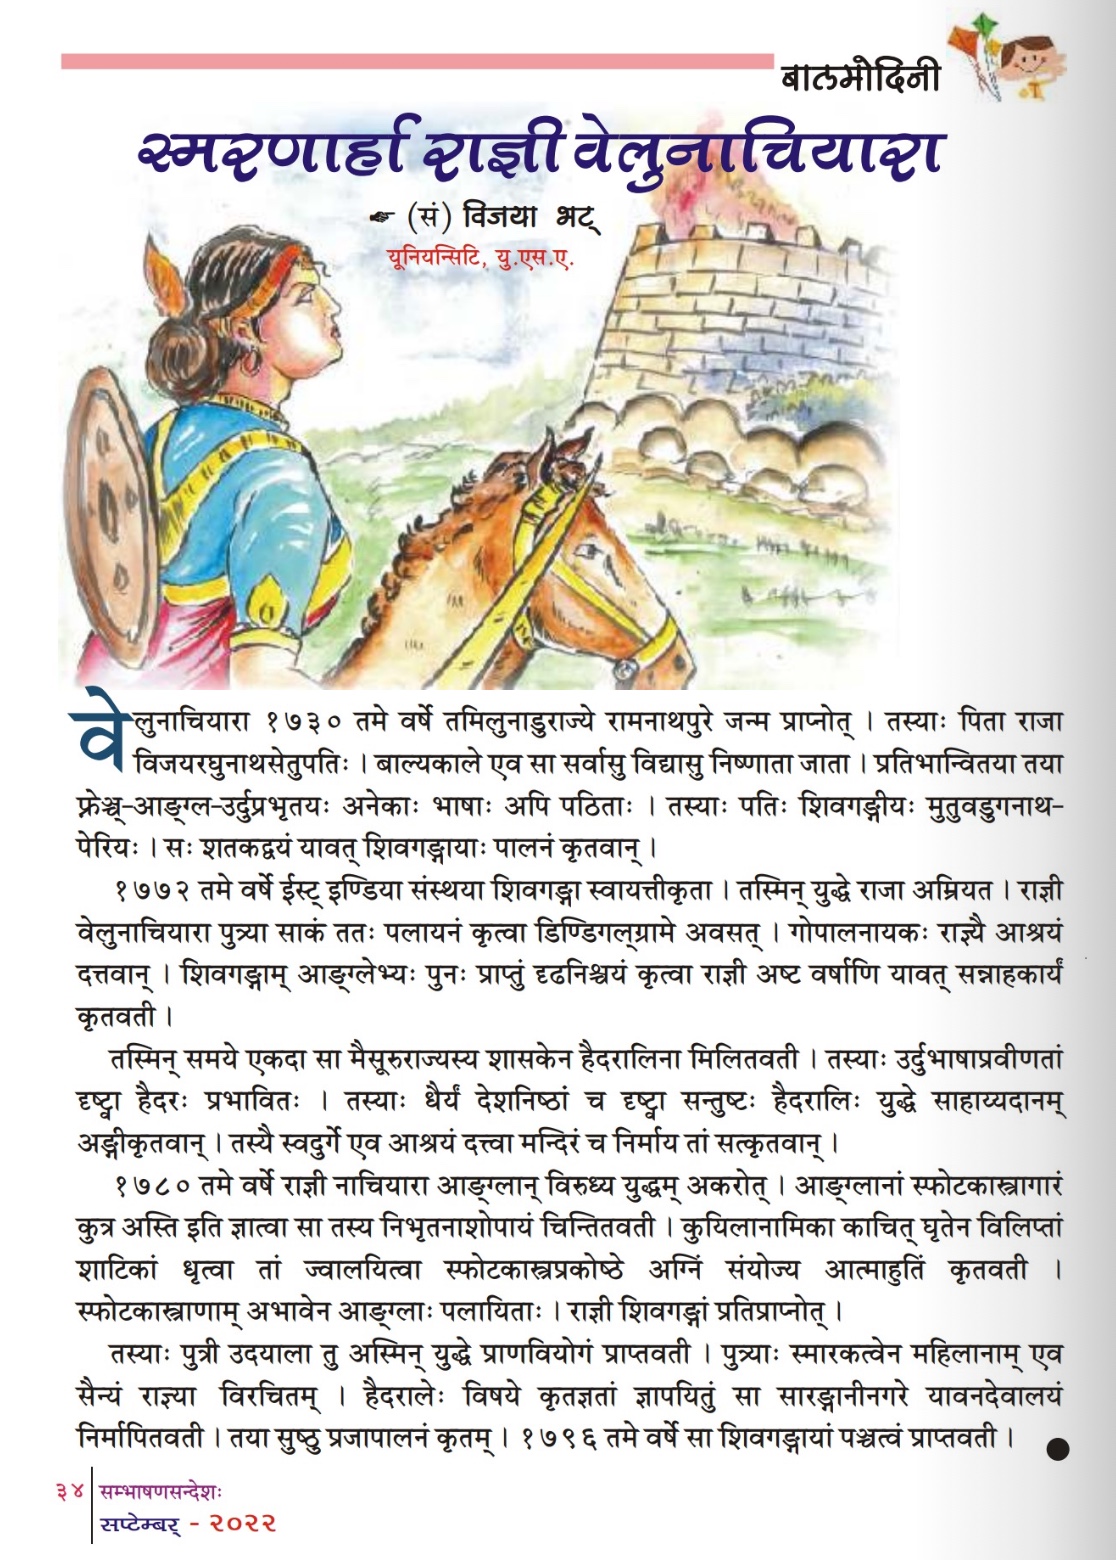 बालमोदिनी
स्मरणार्हा राज्ञी वेलुनाचियारा
☛ (सं) विजया भट्
यूनियन्सिटि, यु.एस.ए.
वेलुनाचियारा १७३० तमे वर्षे तमिलुनाडुराज्ये रामनाथपुरे जन्म प्राप्नोत् । तस्याः पिता राजा
विजयरघुनाथसेतुपतिः । बाल्यकाले एव सा सर्वासु विद्यासु निष्णाता जाता । प्रतिभान्वितया तया
फ्रेञ्च्-आङ्ग्ल-उर्दुप्रभृतयः अनेकाः भाषाः अपि पठिताः । तस्याः पतिः शिवगङ्गीयः मुतुवडुगनाथ-
पेरियः । सः शतकद्वयं यावत् शिवगङ्गायाः पालनं कृतवान् ।
१७७२ तमे वर्षे ईस्ट् इण्डिया संस्थया शिवगङ्गा स्वायत्तीकृता । तस्मिन् युद्धे राजा अम्रियत । राज्ञी
वेलुनाचियारा पुत्र्या साकं ततः पलायनं कृत्वा डिण्डिगल्ग्रामे अवसत् । गोपालनायकः राज्ञ्यै आश्रयं
दत्तवान् । शिवगङ्गाम् आङ्ग्लेभ्यः पुनः प्राप्तुं दृढनिश्चयं कृत्वा राज्ञी अष्ट वर्षाणि यावत् सन्नाहकार्यं
कृतवती ।
तस्मिन् समये एकदा सा मैसूरुराज्यस्य शासकेन हैदरालिना मिलितवती । तस्याः उर्दुभाषाप्रवीणतां
दृष्ट्वा हैदरः प्रभावितः । तस्याः धैर्यं देशनिष्ठां च दृष्ट्वा सन्तुष्टः हैदरालिः युद्धे साहाय्यदानम्
अङ्गीकृतवान् । तस्यै स्वदुर्गे एव आश्रयं दत्त्वा मन्दिरं च निर्माय तां सत्कृतवान् ।
१७८० तमे वर्षे राज्ञी नाचियारा आङ्ग्लान् विरुध्य युद्धम् अकरोत् । आङ्ग्लानां स्फोटकास्त्रागारं
कुत्र अस्ति इति ज्ञात्वा सा तस्य निभृतनाशोपायं चिन्तितवती । कुयिलानामिका काचित् घृतेन विलिप्तां
शाटिकां धृत्वा तां ज्वालयित्वा स्फोटकास्त्रप्रकोष्ठे अग्निं संयोज्य आत्माहुतिं कृतवती ।
स्फोटकास्त्राणाम् अभावेन आङ्ग्लाः पलायिताः । राज्ञी शिवगङ्गां प्रतिप्राप्नोत् ।
तस्याः पुत्री उदयाला तु अस्मिन् युद्धे प्राणवियोगं प्राप्तवती । पुत्र्याः स्मारकत्वेन महिलानाम् एव
सैन्यं राज्ञ्या विरचितम् । हैदरालेः विषये कृतज्ञतां ज्ञापयितुं सा सारङ्गानीनगरे यावनदेवालयं
निर्मापितवती । तया सुष्ठु प्रजापालनं कृतम् । १७९६ तमे वर्षे सा शिवगङ्गायां पञ्चत्वं प्राप्तवती ।
३४ सम्भाषणसन्देशः
सप्टेम्बर् - २०२२